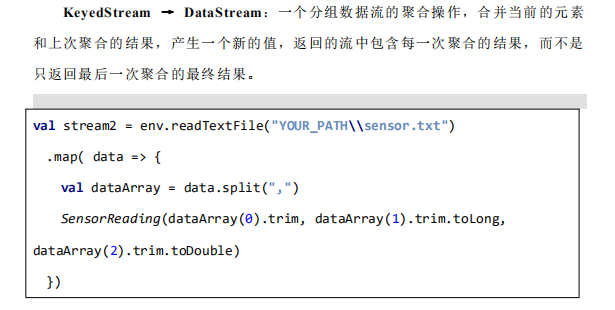 KeyedStream → DataStream：一个分组数据流的聚合操作，合并当前的元素
和上次聚合的结果，产生一个新的值，返回的流中包含每一次聚合的结果，而不是
只返回最后一次聚合的最终结果。
val stream2 = env.readTextFile("YOUR_PATH\\sensor.txt")
.map( data => {
val dataArray = data.split(",")
SensorReading(dataArray(0).trim, dataArray(1).trim.toLong,
dataArray(2).trim.toDouble)
})